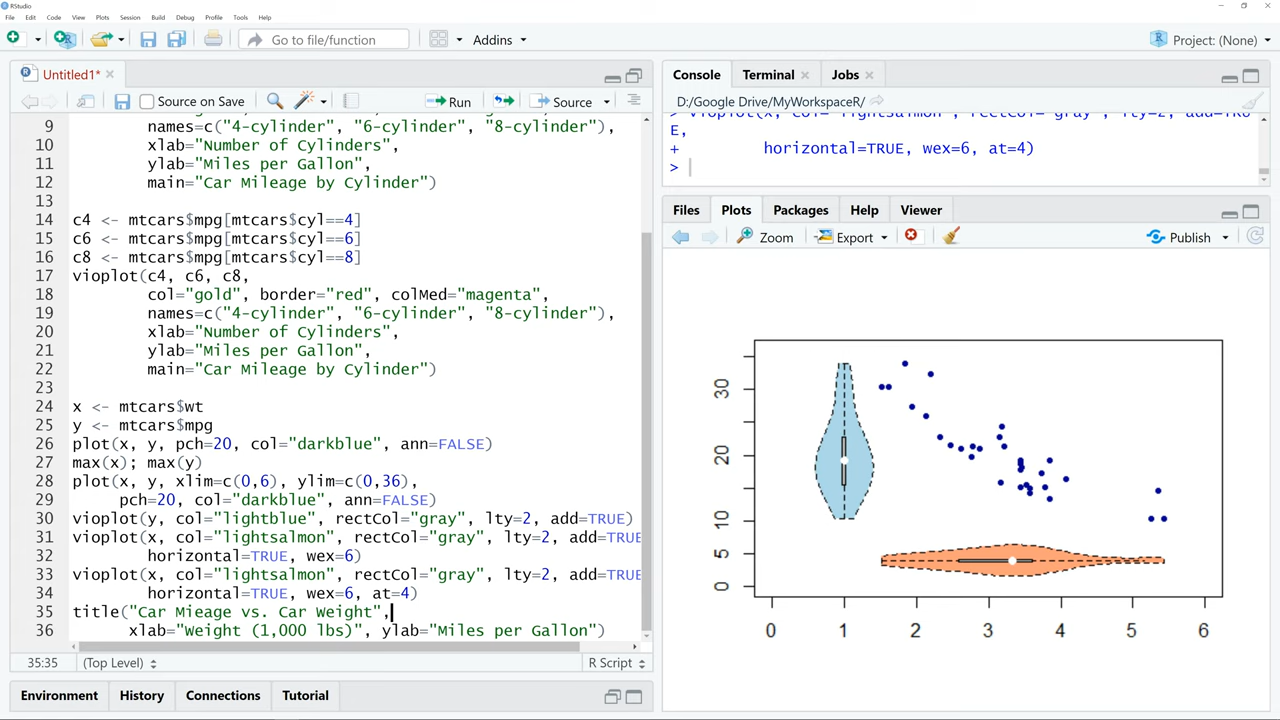 RStudio
File Edit Code View Plots Session Build Debug Profile Tools Help
Go to file/function Addins Project: (None)
Untitled1*
Source on Save Run Source
9 names=c("4-cylinder", "6-cylinder", "8-cylinder"),
10 xlab="Number of Cylinders",
11 ylab="Miles per Gallon",
12 main="Car Mileage by Cylinder")
13
14 c4 <- mtcars$mpg[mtcars$cyl==4]
15 c6 <- mtcars$mpg[mtcars$cyl==6]
16 c8 <- mtcars$mpg[mtcars$cyl==8]
17 vioplot(c4, c6, c8,
18 col="gold", border="red", colMed="magenta",
19 names=c("4-cylinder", "6-cylinder", "8-cylinder"),
20 xlab="Number of Cylinders",
21 ylab="Miles per Gallon",
22 main="Car Mileage by Cylinder")
23
24 x <- mtcars$wt
25 y <- mtcars$mpg
26 plot(x, y, pch=20, col="darkblue", ann=FALSE)
27 max(x); max(y)
28 plot(x, y, xlim=c(0,6), ylim=c(0,36),
29 pch=20, col="darkblue", ann=FALSE)
30 vioplot(y, col="lightblue", rectCol="gray", lty=2, add=TRUE)
31 vioplot(x, col="lightsalmon", rectCol="gray", lty=2, add=TRUE
32 horizontal=TRUE, wex=6)
33 vioplot(x, col="lightsalmon", rectCol="gray", lty=2, add=TRUE
34 horizontal=TRUE, wex=6, at=4)
35 title("Car Mieage vs. Car Weight",
36 xlab="Weight (1,000 lbs)", ylab="Miles per Gallon")
35:35 (Top Level) R Script
Environment History Connections Tutorial
Console Terminal Jobs
D:/Google Drive/MyWorkspaceR/
> vioplot(x, col="lightsalmon", rectCol="gray", lty=2, add=TRU
E,
+ horizontal=TRUE, wex=6, at=4)
>
Files Plots Packages Help Viewer
Zoom Export Publish
30
20
10
5
0
0 1 2 3 4 5 6